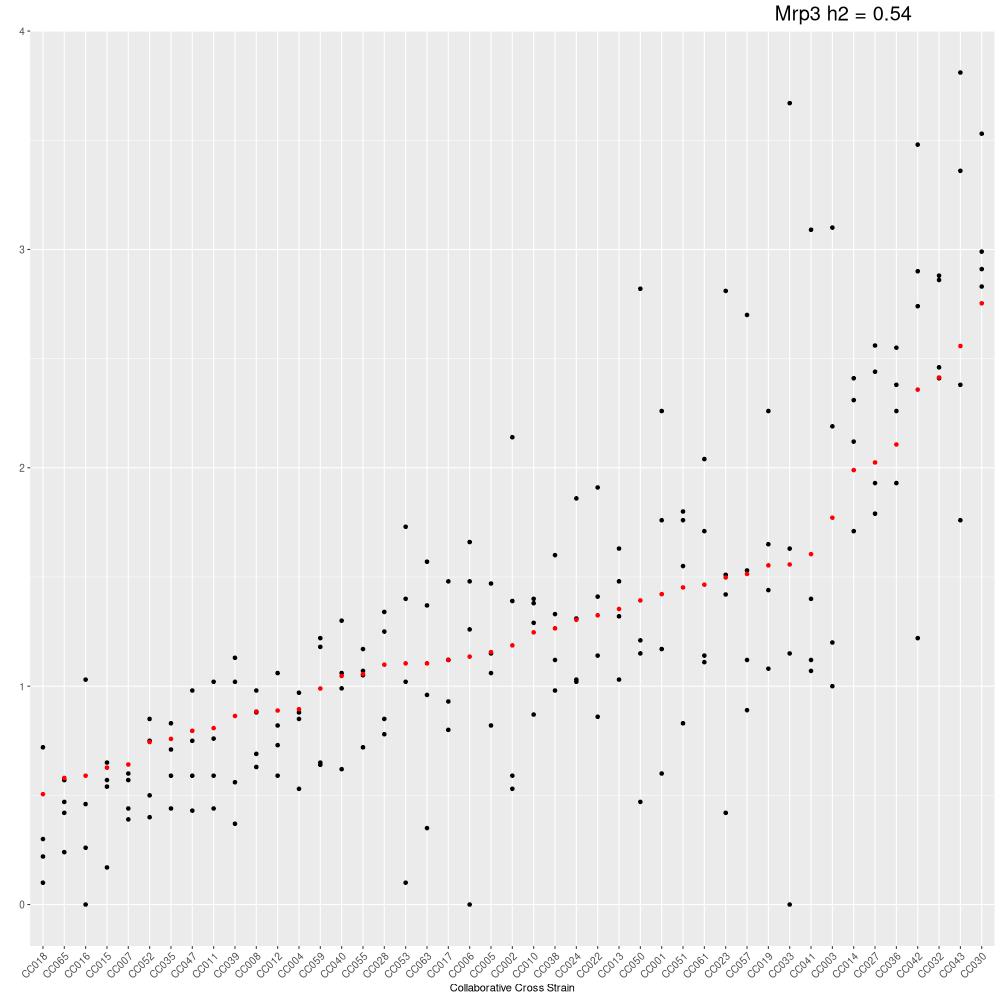 Mrp3 h2 = 0.54
4
3
2
1
0
CC018 CC065 CC016 CC015 CC007 CC052 CC035 CC047 CC011 CC039 CC008 CC012 CC004 CC059 CC040 CC055 CC028 CC053 CC063 CC017 CC006 CC005 CC002 CC010 CC038 CC024 CC022 CC013 CC050 CC001 CC051 CC061 CC023 CC057 CC019 CC033 CC041 CC003 CC014 CC027 CC036 CC042 CC032 CC043 CC030
Collaborative Cross Strain